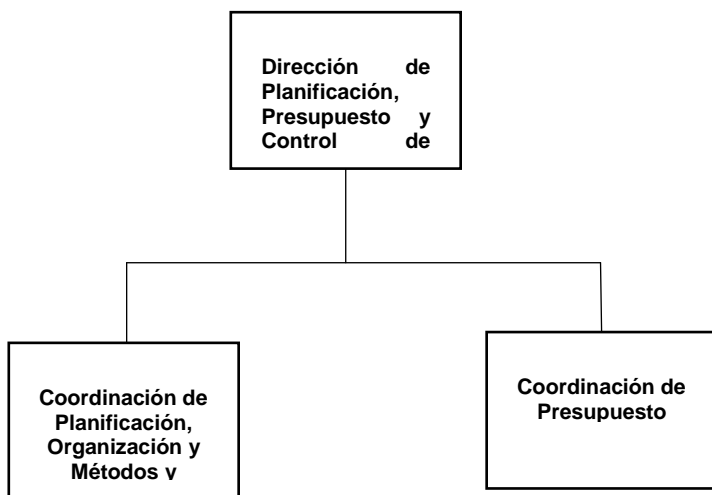 Dirección de
Planificación,
Presupuesto y
Control de
Coordinación de
Planificación,
Organización y
Métodos y
Coordinación de
Presupuesto